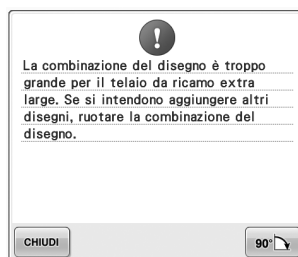 La combinazione del disegno è troppo
grande per il telaio da ricamo extra
large. Se si intendono aggiungere altri
disegni, ruotare la combinazione del
disegno.
CHIUDI
90°